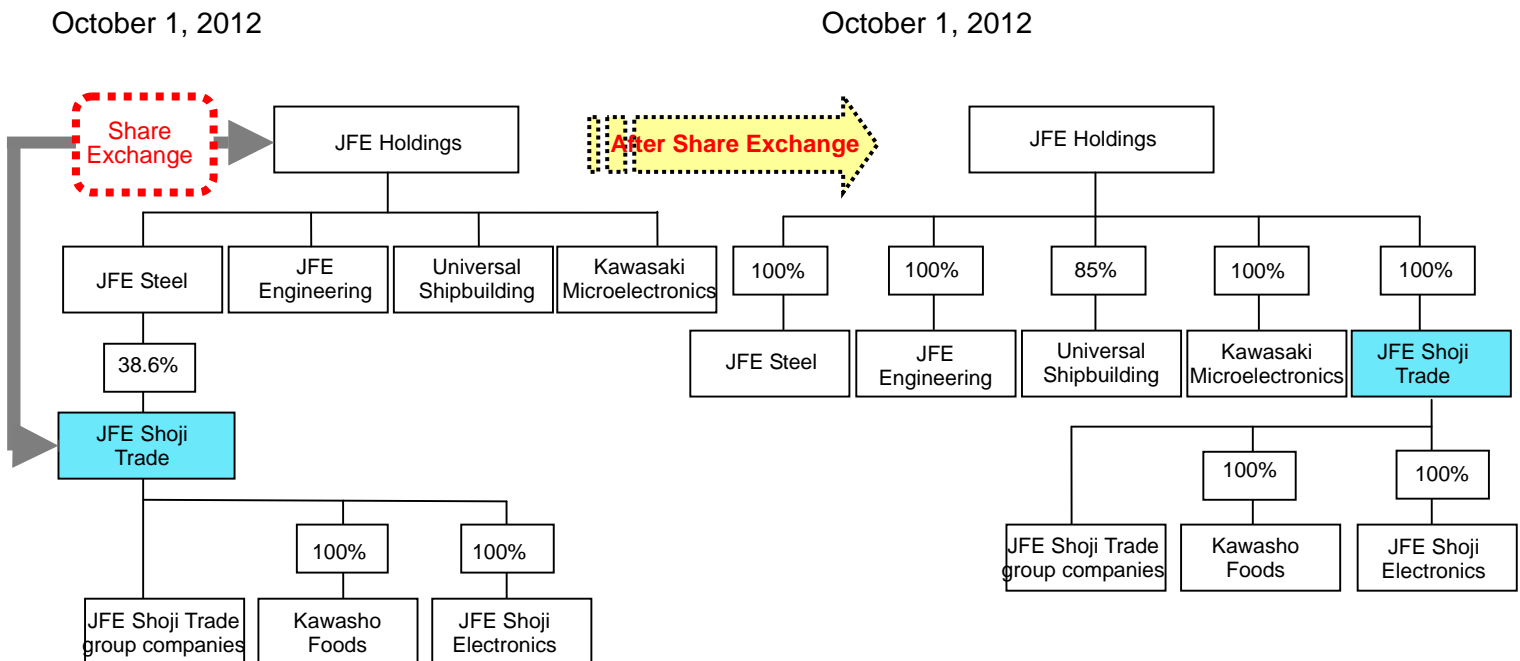 October 1, 2012
October 1, 2012
Share
Exchange
JFE Holdings
After Share Exchange
JFE Holdings
JFE Steel
JFE
Engineering
Universal
Shipbuilding
Kawasaki
Microelectronics
100%
100%
85%
100%
100%
38.6%
JFE Steel
JFE
Engineering
Universal
Shipbuilding
Kawasaki
Microelectronics
JFE Shoji
Trade
JFE Shoji
Trade
100%
100%
100%
100%
JFE Shoji Trade
group companies
Kawasho
Foods
JFE Shoji
Electronics
JFE Shoji Trade
group companies
Kawasho
Foods
JFE Shoji
Electronics